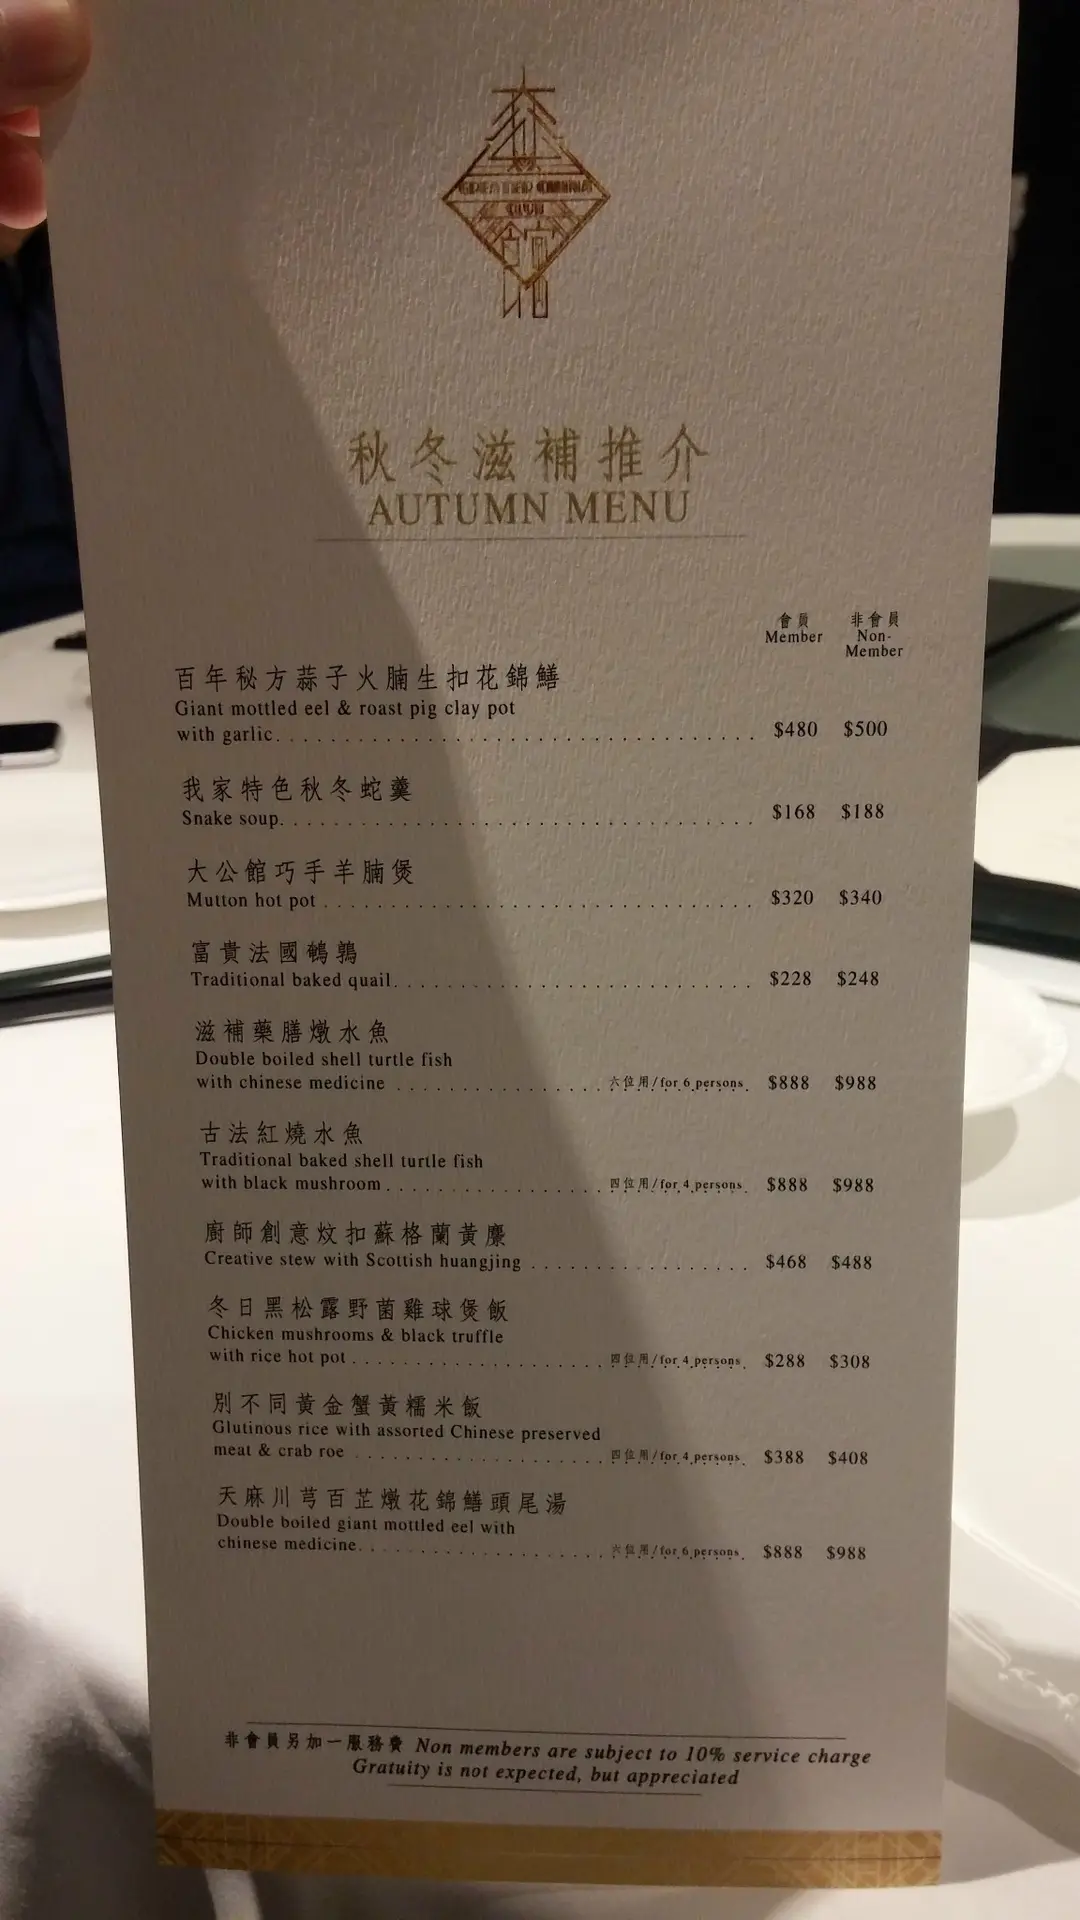 GREATER CHINA
CLUB
館
秋冬滋補推介
AUTUMN MENU
會員 非會員
Member Non-
Member
百年秘方蒜子火腩生扣花錦鱔
Giant mottled eel & roast pig clay pot
with garlic. . . . . . . . . . . . . . . . . . . . . . . . . . . . . . . . . . . . $480 $500
我家特色秋冬蛇羹
Snake soup. . . . . . . . . . . . . . . . . . . . . . . . . . . . . . . . . . . . $168 $188
大公館巧手羊腩煲
Mutton hot pot . . . . . . . . . . . . . . . . . . . . . . . . . . . . . . . . $320 $340
富貴法國鵪鶉
Traditional baked quail. . . . . . . . . . . . . . . . . . . . . . . . . . . $228 $248
滋補藥膳燉水魚
Double boiled shell turtle fish
with chinese medicine . . . . . . . . . . . . . . . 六位用/for 6 persons. $888 $988
古法紅燒水魚
Traditional baked shell turtle fish
with black mushroom . . . . . . . . . . . . . . . . 四位用/for 4 persons. $888 $988
廚師創意炆扣蘇格蘭黃麖
Creative stew with Scottish huangjing . . . . . . . . . . . . . . . . . $468 $488
冬日黑松露野菌雞球煲飯
Chicken mushrooms & black truffle
with rice hot pot . . . . . . . . . . . . . . . . . . . 四位用/for 4 persons. $288 $308
別不同黃金蟹黃糯米飯
Glutinous rice with assorted Chinese preserved
meat & crab roe . . . . . . . . . . . . . . . . . . . 四位用/for 4 persons. $388 $408
天麻川芎百芷燉花錦鱔頭尾湯
Double boiled giant mottled eel with
chinese medicine. . . . . . . . . . . . . . . . . . . 六位用/for 6 persons. $888 $988
非會員另加一服務費 Non members are subject to 10% service charge
Gratuity is not expected, but appreciated